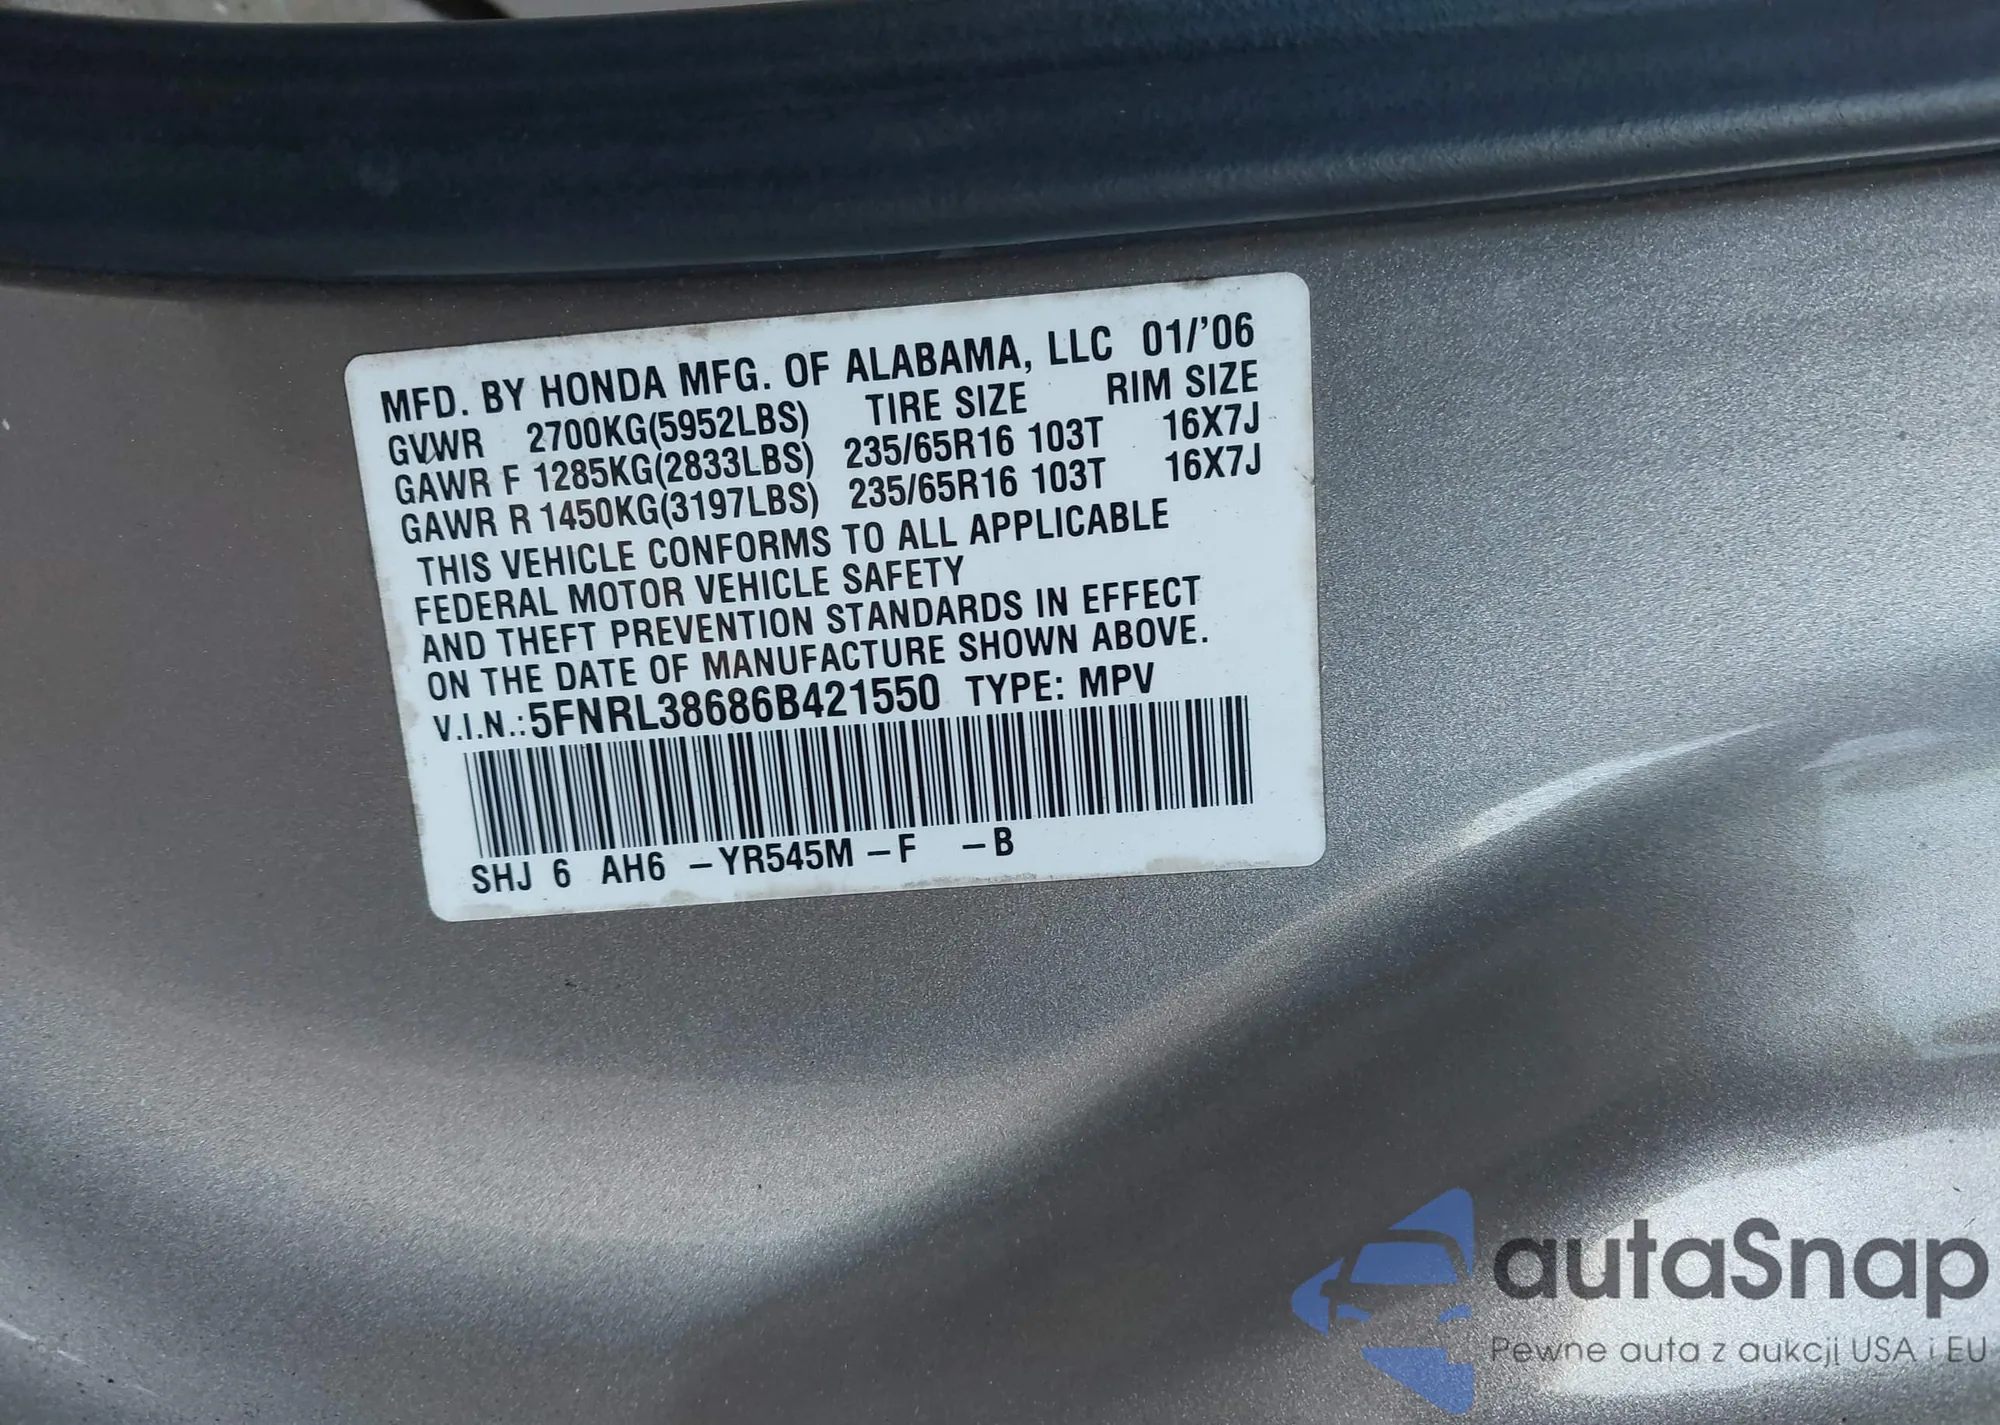 MFD. BY HONDA MFG. OF ALABAMA, LLC 01/'06
GVWR 2700KG(5952LBS) TIRE SIZE RIM SIZE
GAWR F 1285KG(2833LBS) 235/65R16 103T 16X7J
GAWR R 1450KG(3197LBS) 235/65R16 103T 16X7J
THIS VEHICLE CONFORMS TO ALL APPLICABLE
FEDERAL MOTOR VEHICLE SAFETY
AND THEFT PREVENTION STANDARDS IN EFFECT
ON THE DATE OF MANUFACTURE SHOWN ABOVE.
V.I.N.: 5FNRL38686B421550 TYPE: MPV
SHJ 6 AH6 -YR545M -F -B
autaSnap
Pewne auta z aukcji USA i EU